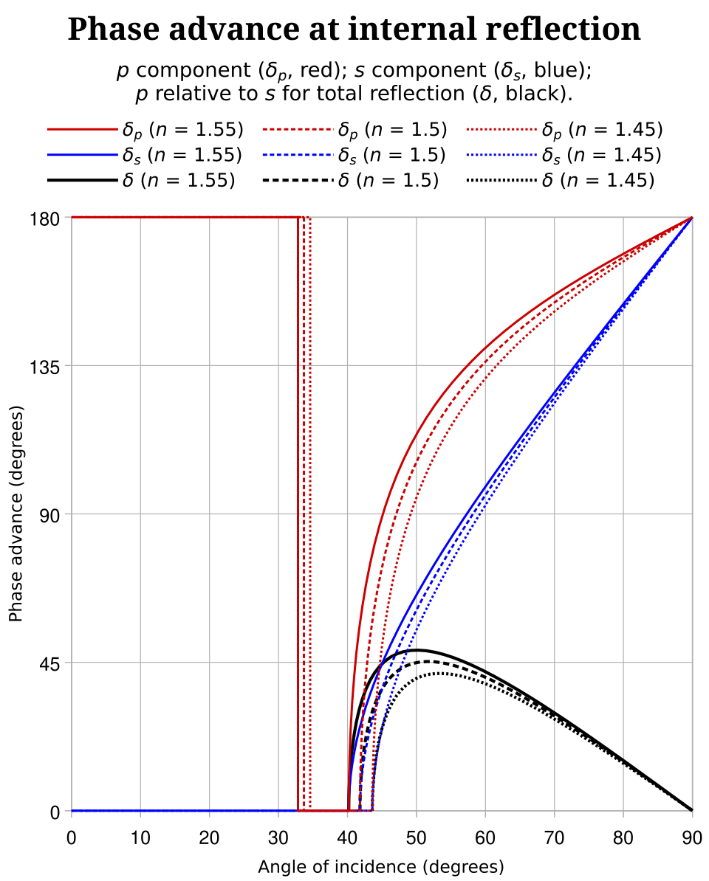 Phase advance at internal reflection
p component (δp, red); s component (δs, blue);
p relative to s for total reflection (δ, black).
δp (n = 1.55) δp (n = 1.5) δp (n = 1.45)
δs (n = 1.55) δs (n = 1.5) δs (n = 1.45)
δ (n = 1.55) δ (n = 1.5) δ (n = 1.45)
180
135
90
45
0
Phase advance (degrees)
0 10 20 30 40 50 60 70 80 90
Angle of incidence (degrees)